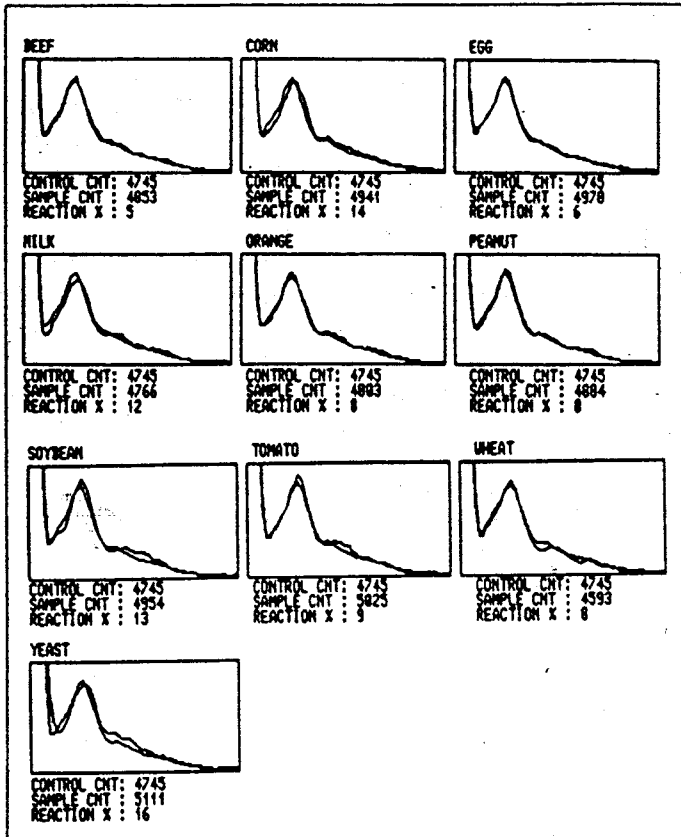 BEEF
CORN
EGG
CONTROL CNT: 4745
SAMPLE CNT : 4853
REACTION % : 5
CONTROL CNT: 4745
SAMPLE CNT : 4941
REACTION % : 14
CONTROL CNT: 4745
SAMPLE CNT : 4970
REACTION % : 6
MILK
ORANGE
PEANUT
CONTROL CNT: 4745
SAMPLE CNT : 4766
REACTION % : 12
CONTROL CNT: 4745
SAMPLE CNT : 4803
REACTION % : 8
CONTROL CNT: 4745
SAMPLE CNT : 4884
REACTION % : 8
SOYBEAN
TOMATO
WHEAT
CONTROL CNT: 4745
SAMPLE CNT : 4954
REACTION % : 13
CONTROL CNT: 4745
SAMPLE CNT : 5025
REACTION % : 9
CONTROL CNT: 4745
SAMPLE CNT : 4593
REACTION % : 8
YEAST
CONTROL CNT: 4745
SAMPLE CNT : 5111
REACTION % : 16